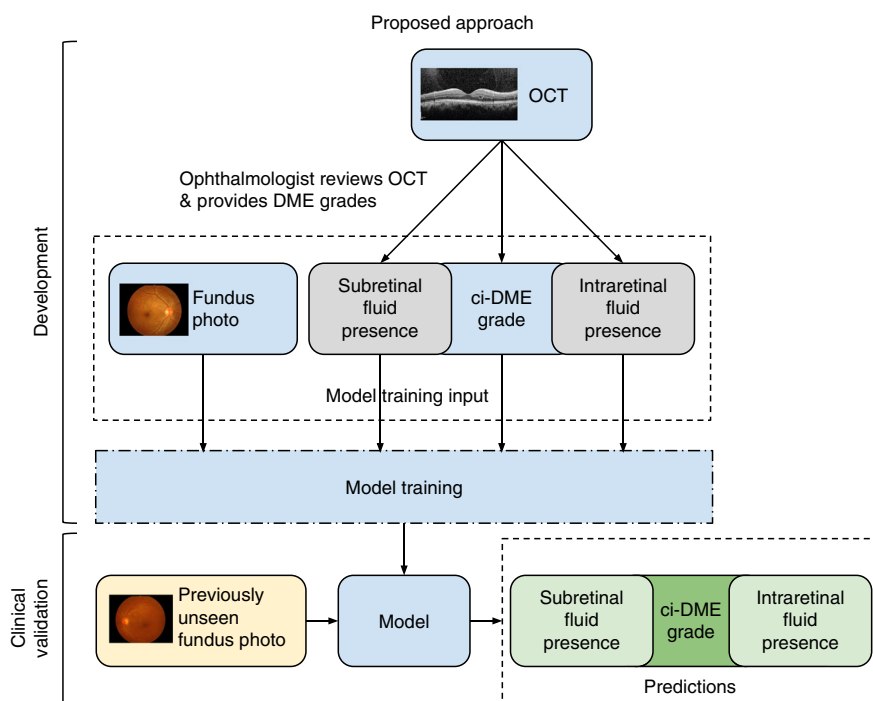 Proposed approach
OCT
Ophthalmologist reviews OCT
& provides DME grades
Development
Fundus
photo
Subretinal
fluid
presence
ci-DME
grade
Intraretinal
fluid
presence
Model training input
Model training
Clinical
validation
Previously
unseen
fundus photo
Model
Subretinal
fluid
presence
ci-DME
grade
Intraretinal
fluid
presence
Predictions